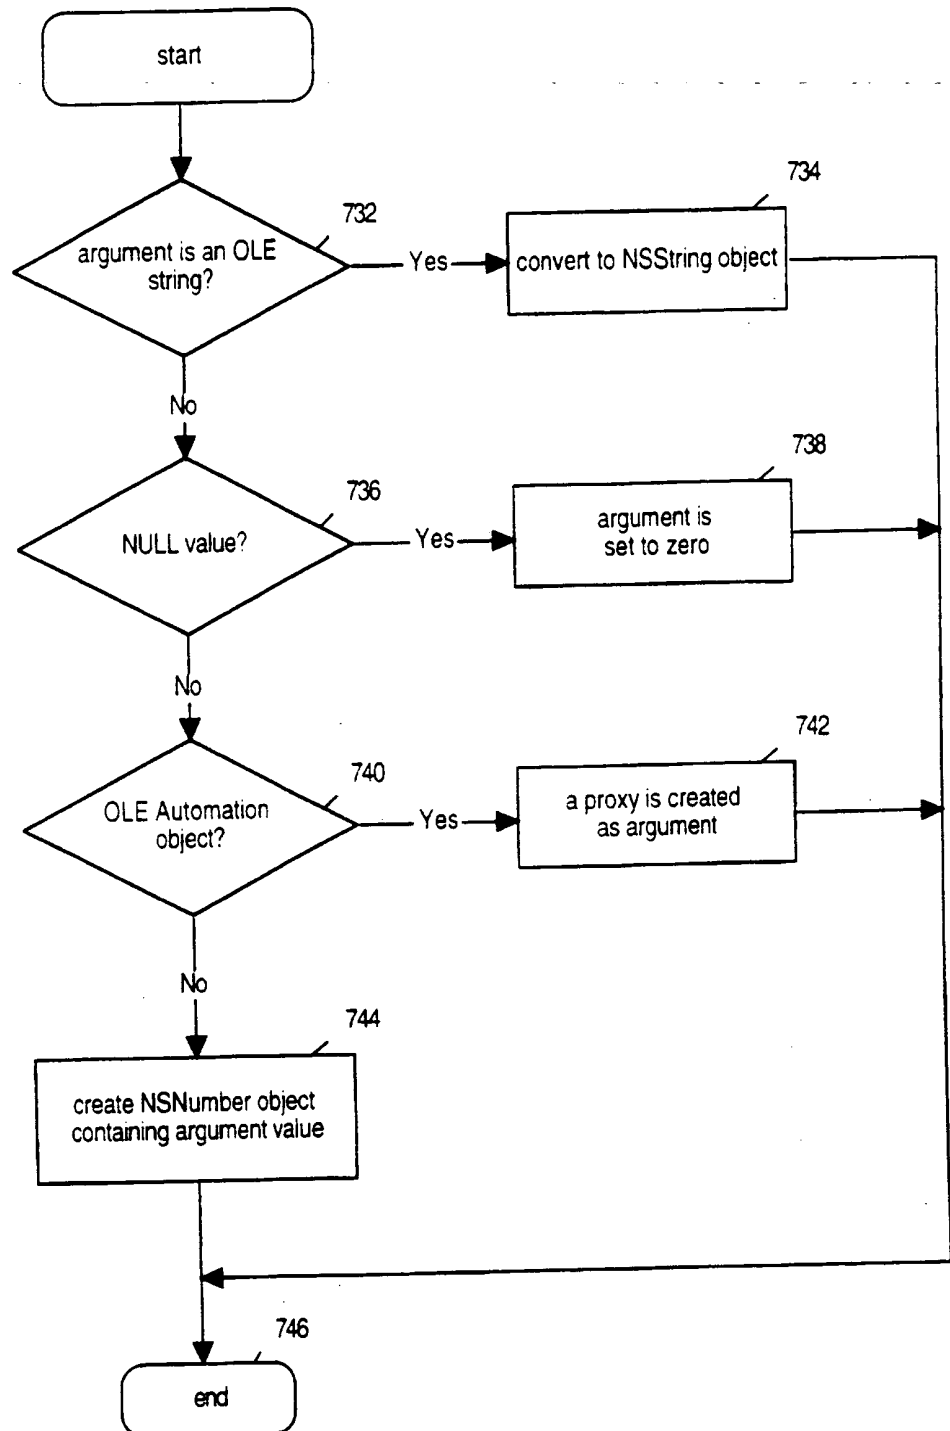 start
732
argument is an OLE
string?
Yes
734
convert to NSString object
No
736
NULL value?
Yes
738
argument is
set to zero
No
740
OLE Automation
object?
Yes
742
a proxy is created
as argument
No
744
create NSNumber object
containing argument value
746
end